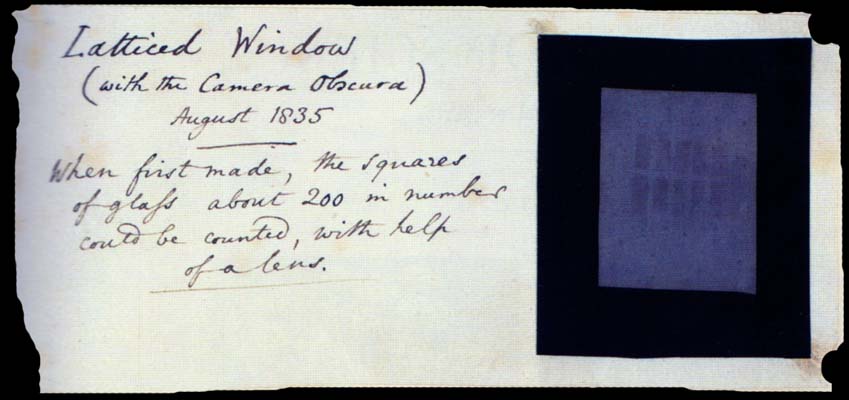 Latticed Window
(with the Camera Obscura)
August 1835
When first made, the squares
of glaſs about 200 in number
could be counted, with help
of a lens.